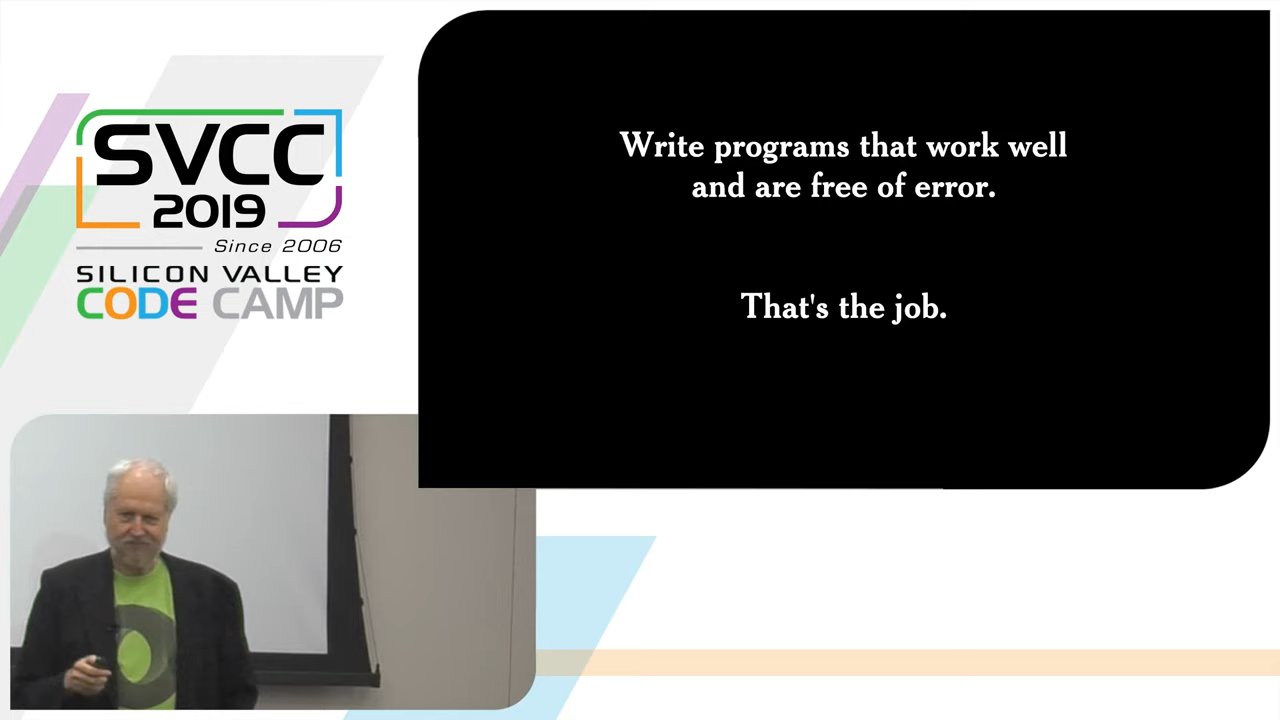 SVCC
2019
Since 2006
SILICON VALLEY
CODE CAMP
Write programs that work well
and are free of error.
That's the job.